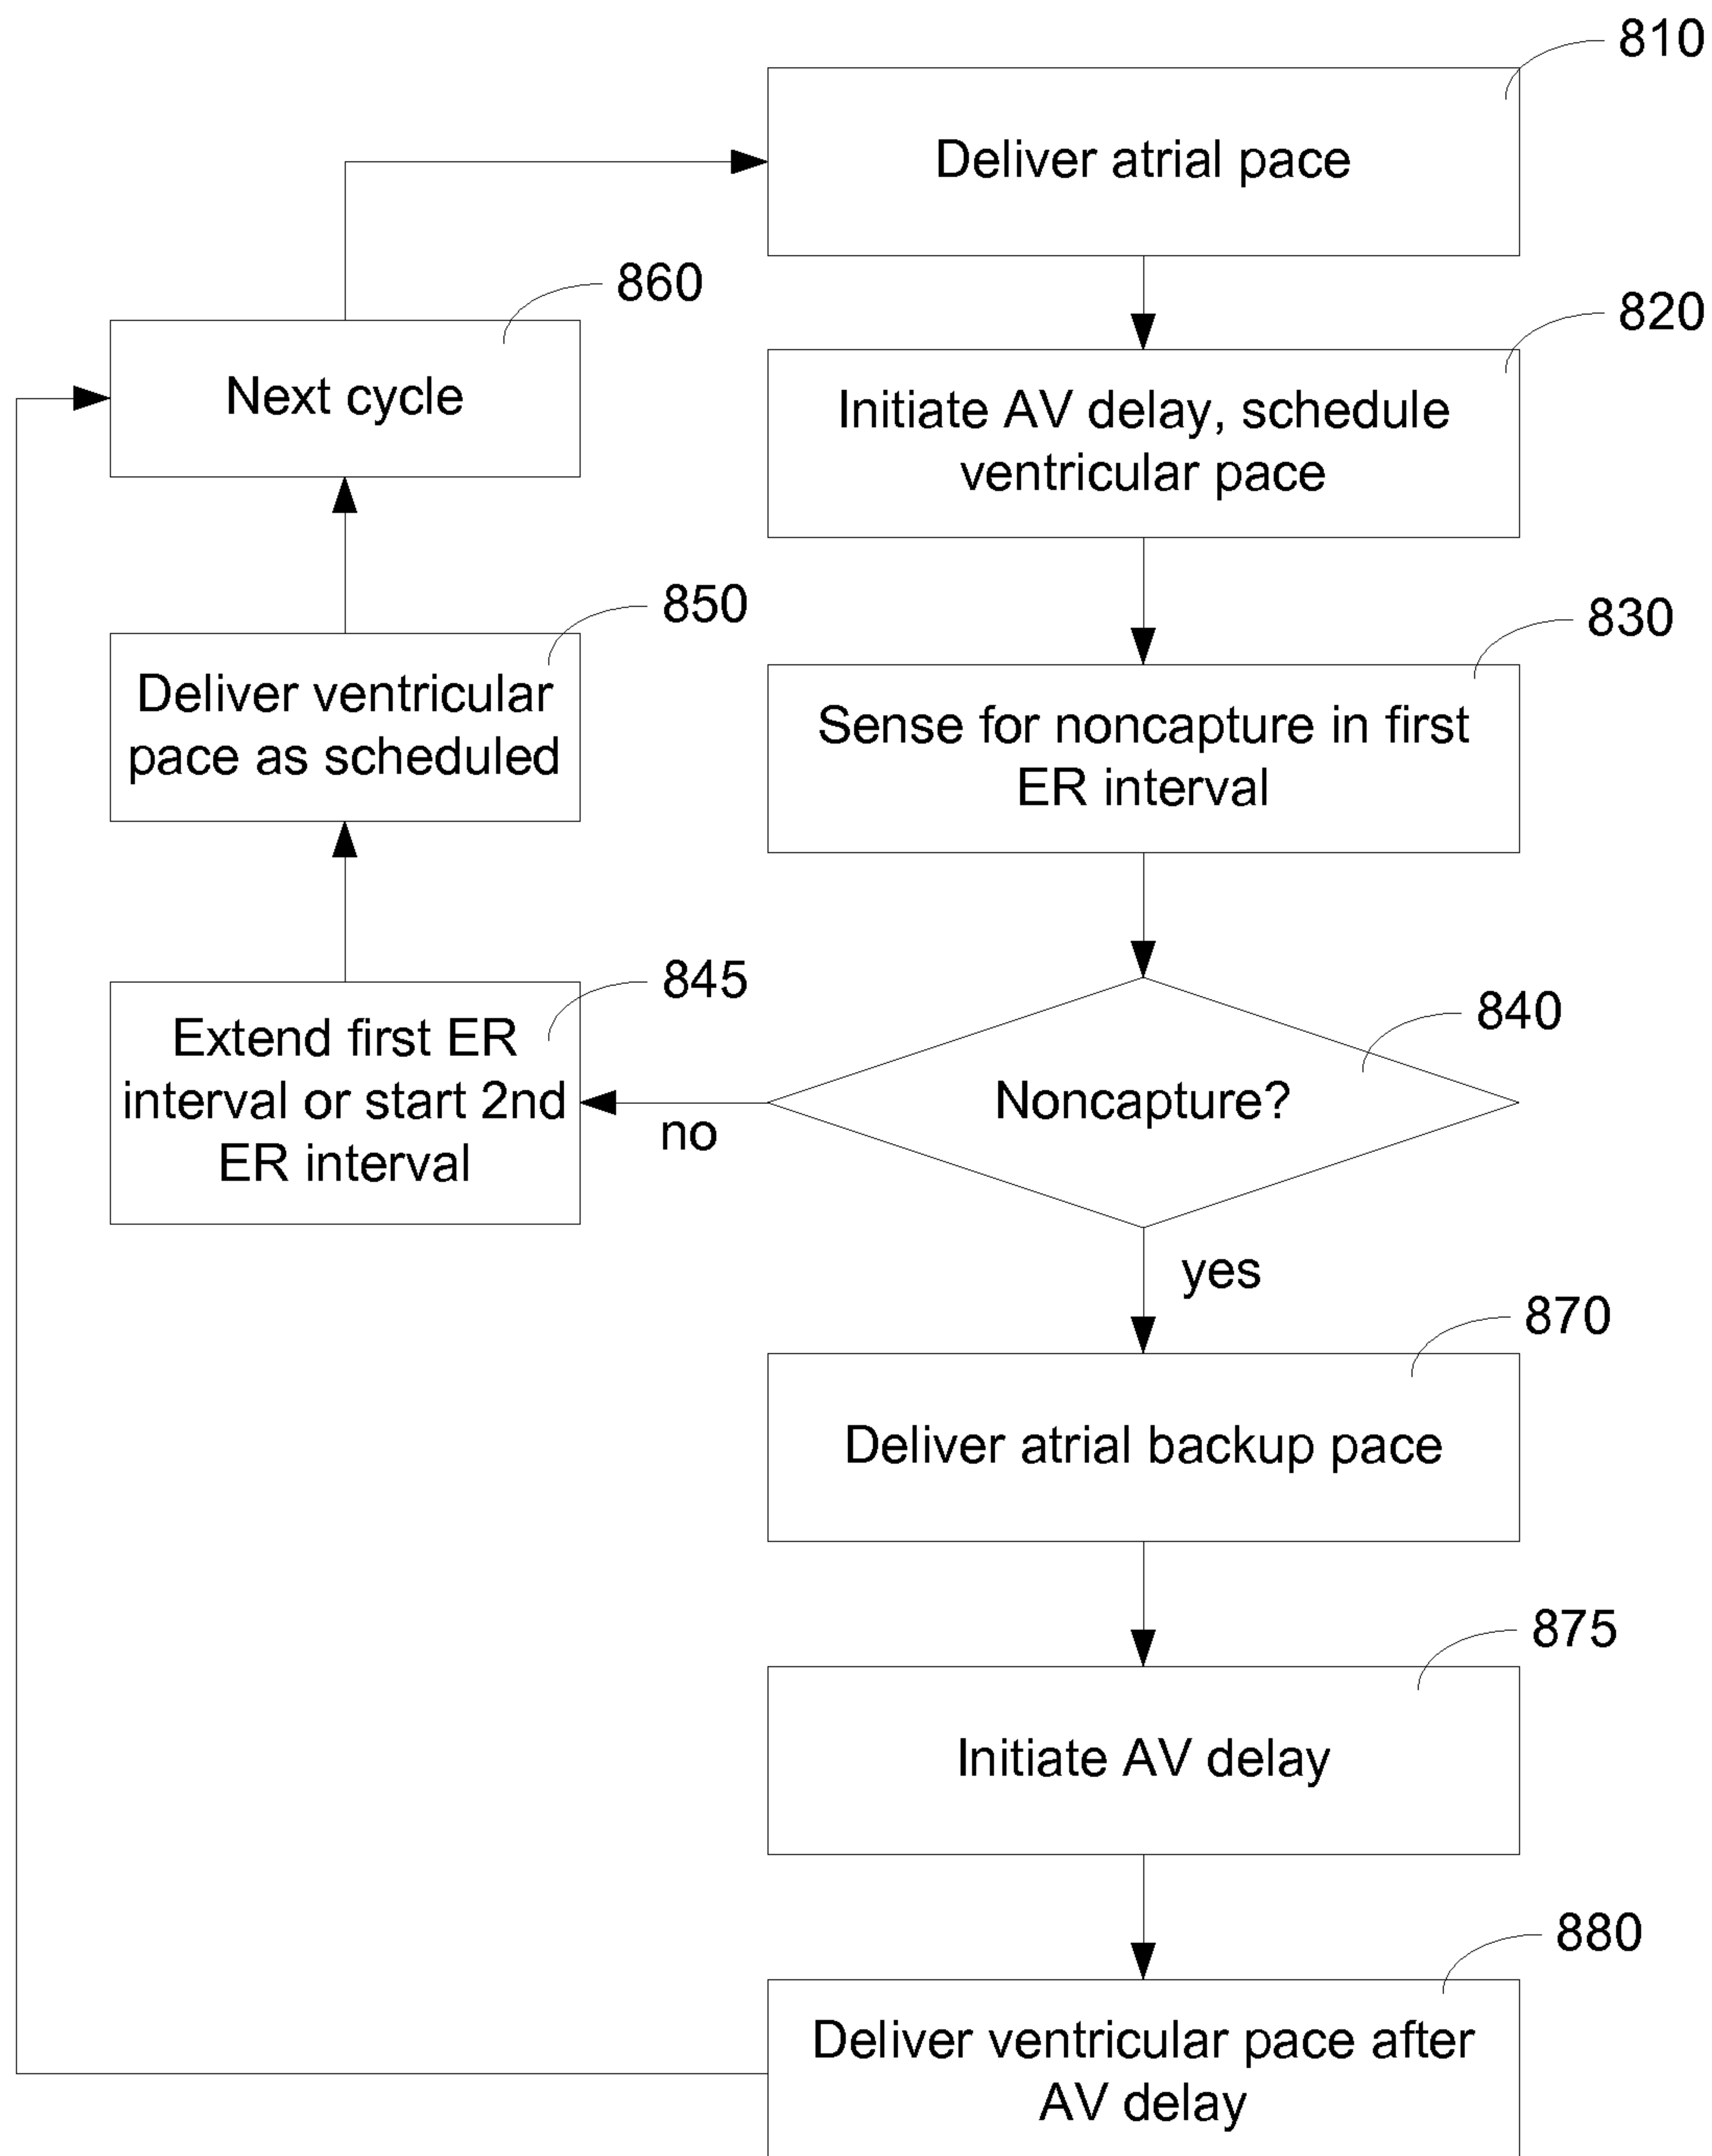 810
Deliver atrial pace
820
Initiate AV delay, schedule
ventricular pace
830
Sense for noncapture in first
ER interval
840
Noncapture?
no
845
Extend first ER
interval or start 2nd
ER interval
850
Deliver ventricular
pace as scheduled
860
Next cycle
yes
870
Deliver atrial backup pace
875
Initiate AV delay
880
Deliver ventricular pace after
AV delay